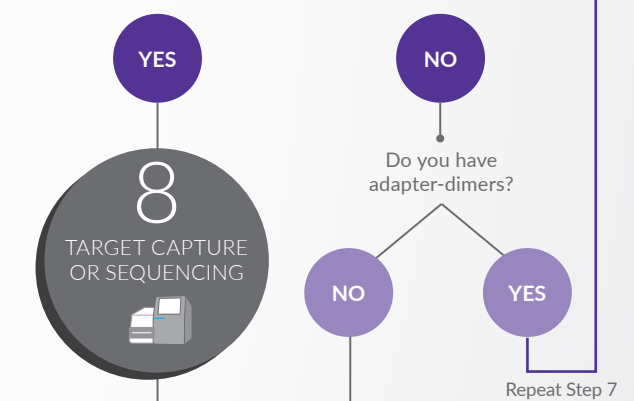 YES
NO
Do you have
adapter-dimers?
8
TARGET CAPTURE
OR SEQUENCING
NO
YES
Repeat Step 7